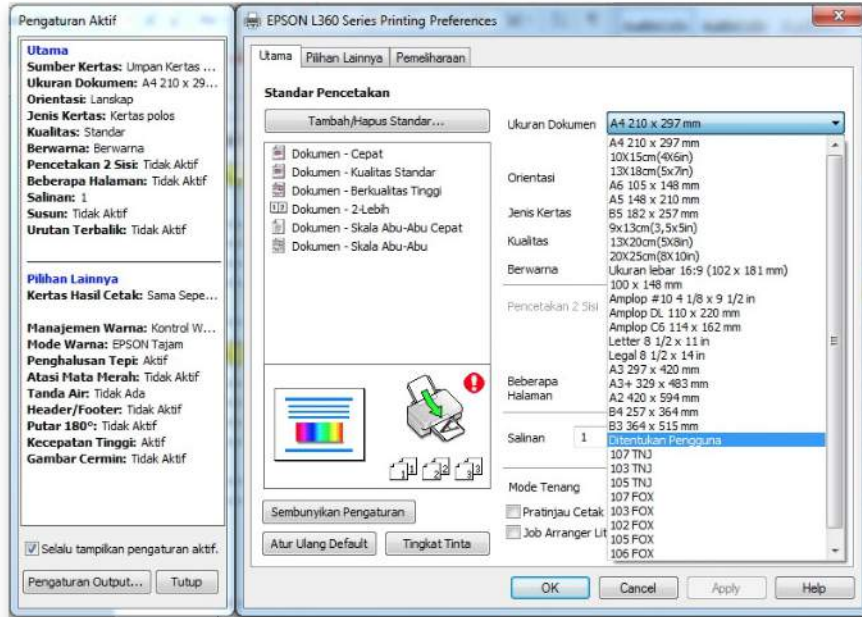 Pengaturan Aktif
Utama
Sumber Kertas: Umpan Kertas ...
Ukuran Dokumen: A4 210 x 29...
Orientasi: Lanskap
Jenis Kertas: Kertas polos
Kualitas: Standar
Berwarna: Berwarna
Pencetakan 2 Sisi: Tidak Aktif
Beberapa Halaman: Tidak Aktif
Salinan: 1
Susun: Tidak Aktif
Urutan Terbalik: Tidak Aktif
Pilihan Lainnya
Kertas Hasil Cetak: Sama Sepe...
Manajemen Warna: Kontrol W...
Mode Warna: EPSON Tajam
Penghalusan Tepi: Aktif
Atasi Mata Merah: Tidak Aktif
Tanda Air: Tidak Ada
Header/Footer: Tidak Aktif
Putar 180°: Tidak Aktif
Kecepatan Tinggi: Aktif
Gambar Cermin: Tidak Aktif
Selalu tampilkan pengaturan aktif.
Pengaturan Output... Tutup
EPSON L360 Series Printing Preferences
Utama Pilihan Lainnya Pemeliharaan
Standar Pencetakan
Tambah/Hapus Standar...
Dokumen - Cepat
Dokumen - Kualitas Standar
Dokumen - Berkualitas Tinggi
Dokumen - 2-Lebih
Dokumen - Skala Abu-Abu Cepat
Dokumen - Skala Abu-Abu
1 1 2 2 3 3
Sembunyikan Pengaturan
Atur Ulang Default Tingkat Tinta
Ukuran Dokumen A4 210 x 297 mm
Orientasi
Jenis Kertas
Kualitas
Berwarna
Pencetakan 2 Sisi
Beberapa
Halaman
Salinan 1
Mode Tenang
Pratinjau Cetak
Job Arranger Lit
A4 210 x 297 mm
10X15cm(4X6in)
13X18cm(5x7in)
A6 105 x 148 mm
A5 148 x 210 mm
B5 182 x 257 mm
9x13cm(3,5x5in)
13X20cm(5X8in)
20X25cm(8X10in)
Ukuran lebar 16:9 (102 x 181 mm)
100 x 148 mm
Amplop #10 4 1/8 x 9 1/2 in
Amplop DL 110 x 220 mm
Amplop C6 114 x 162 mm
Letter 8 1/2 x 11 in
Legal 8 1/2 x 14 in
A3 297 x 420 mm
A3+ 329 x 483 mm
A2 420 x 594 mm
B4 257 x 364 mm
B3 364 x 515 mm
Ditentukan Pengguna
107 TNJ
103 TNJ
105 TNJ
107 FOX
103 FOX
102 FOX
105 FOX
106 FOX
OK Cancel Apply Help